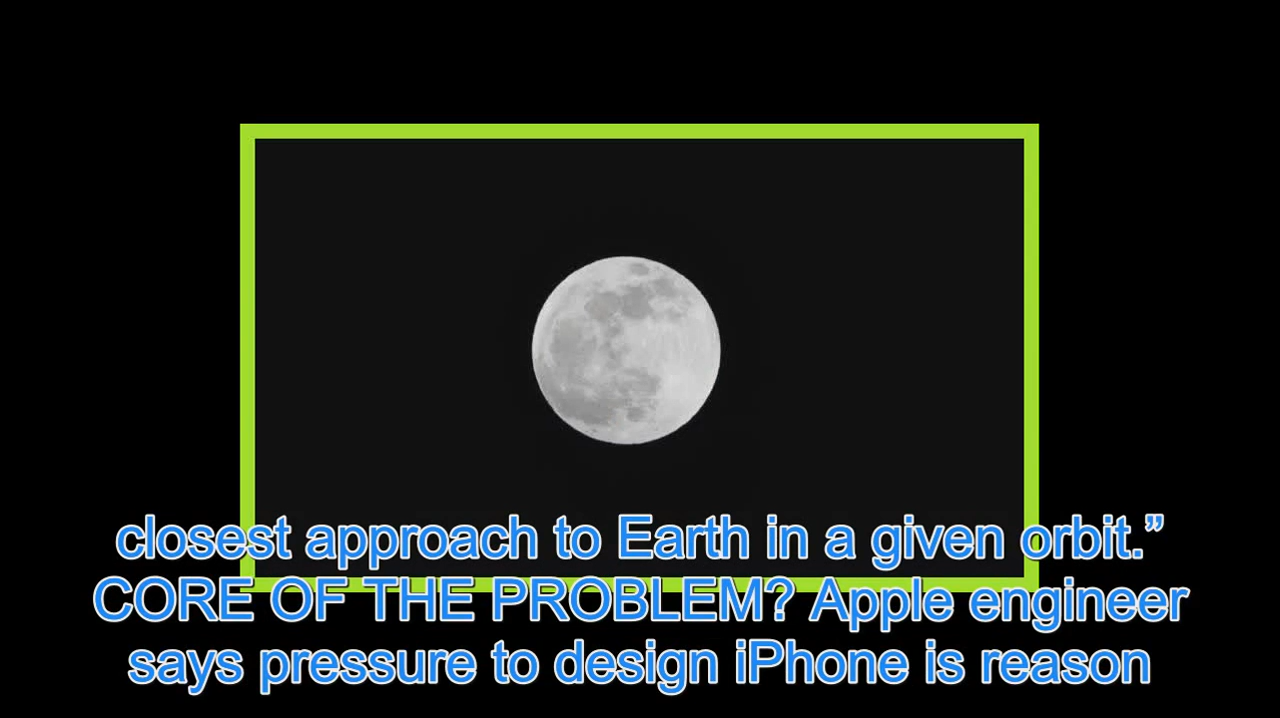 closest approach to Earth in a given orbit.”
CORE OF THE PROBLEM? Apple engineer
says pressure to design iPhone is reason